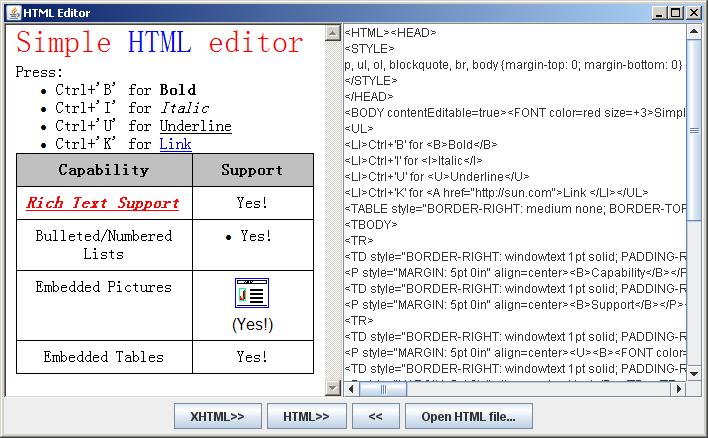 HTML Editor
Simple HTML editor
Press:
• Ctrl+'B' for Bold
• Ctrl+'I' for Italic
• Ctrl+'U' for Underline
• Ctrl+'K' for Link
Capability Support
Rich Text Support Yes!
Bulleted/Numbered • Yes!
Lists
Embedded Pictures
(Yes!)
Embedded Tables Yes!
<HTML><HEAD>
<STYLE>
p, ul, ol, blockquote, br, body {margin-top: 0; margin-bottom: 0}
</STYLE>
</HEAD>
<BODY contentEditable=true><FONT color=red size=+3>Simpl
<UL>
<LI>Ctrl+'B' for <B>Bold</B>
<LI>Ctrl+'I' for <I>Italic</I>
<LI>Ctrl+'U' for <U>Underline</U>
<LI>Ctrl+'K' for <A href="http://sun.com">Link </LI></UL>
<TABLE style="BORDER-RIGHT: medium none; BORDER-TOP
<TBODY>
<TR>
<TD style="BORDER-RIGHT: windowtext 1pt solid; PADDING-R
<P style="MARGIN: 5pt 0in" align=center><B>Capability</B></P
<TD style="BORDER-RIGHT: windowtext 1pt solid; PADDING-R
<P style="MARGIN: 5pt 0in" align=center><B>Support</B></P>
<TR>
<TD style="BORDER-RIGHT: windowtext 1pt solid; PADDING-R
<P style="MARGIN: 5pt 0in" align=center><U><B><FONT color
<TD style="BORDER-RIGHT: windowtext 1pt solid; PADDING-R
XHTML>> HTML>> << Open HTML file...